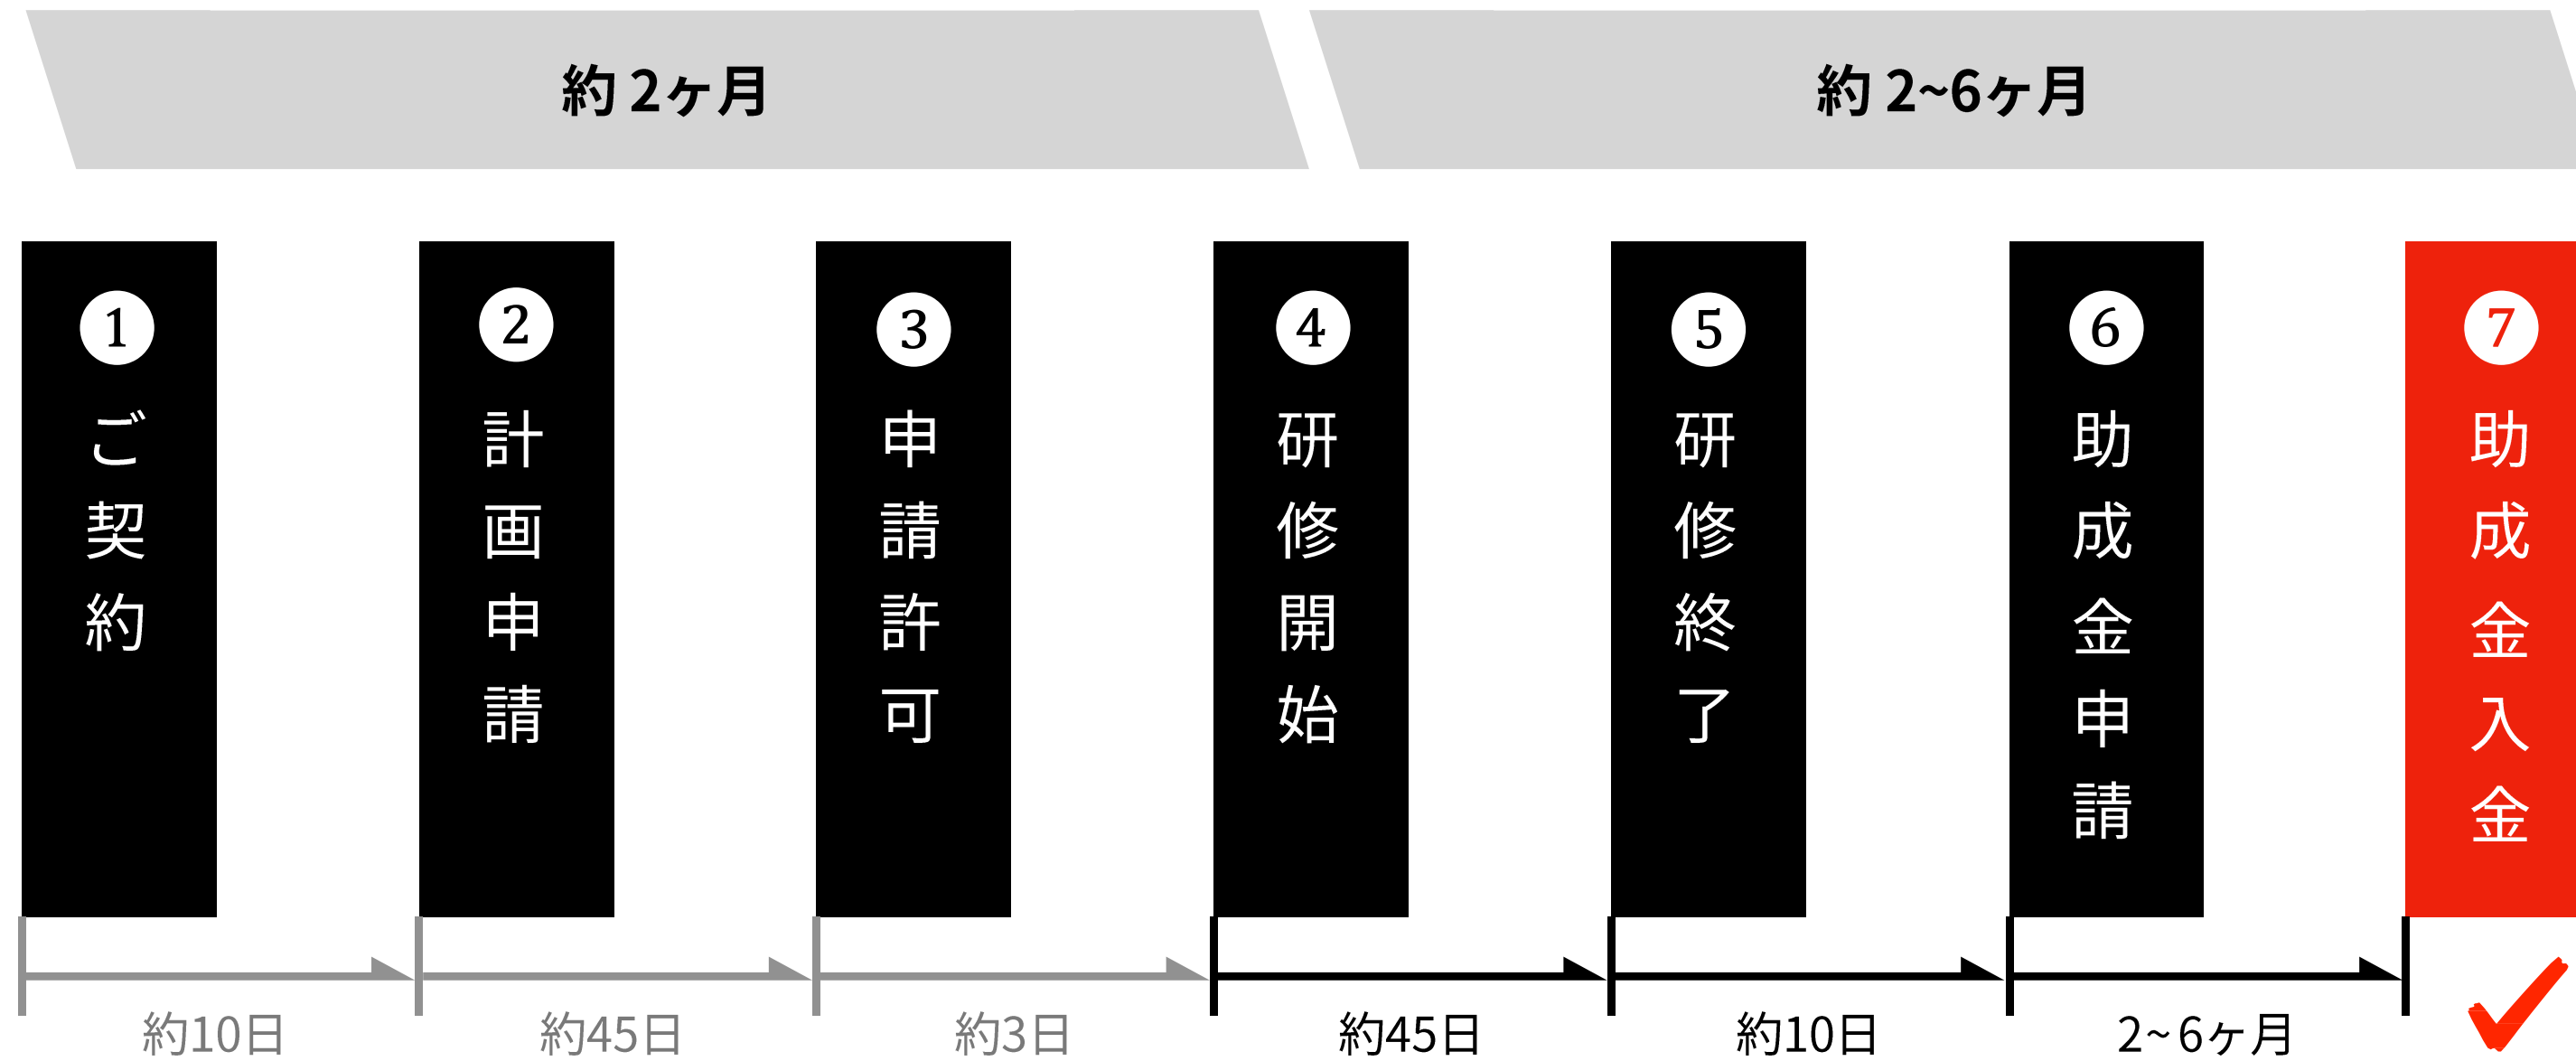 約 2ヶ月
約 2~6ヶ月
1
ご契約
2
計画申請
3
申請許可
4
研修開始
5
研修終了
6
助成金申請
7
助成金入金
約10日
約45日
約3日
約45日
約10日
2~6ヶ月